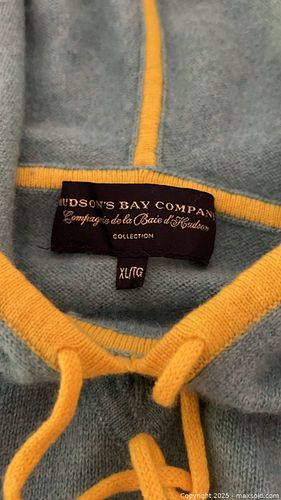 HUDSON'S BAY COMPANY
Compagnie de la Baie d'Hudson
COLLECTION
XL/TG
Copyright 2025 - maxsold.com